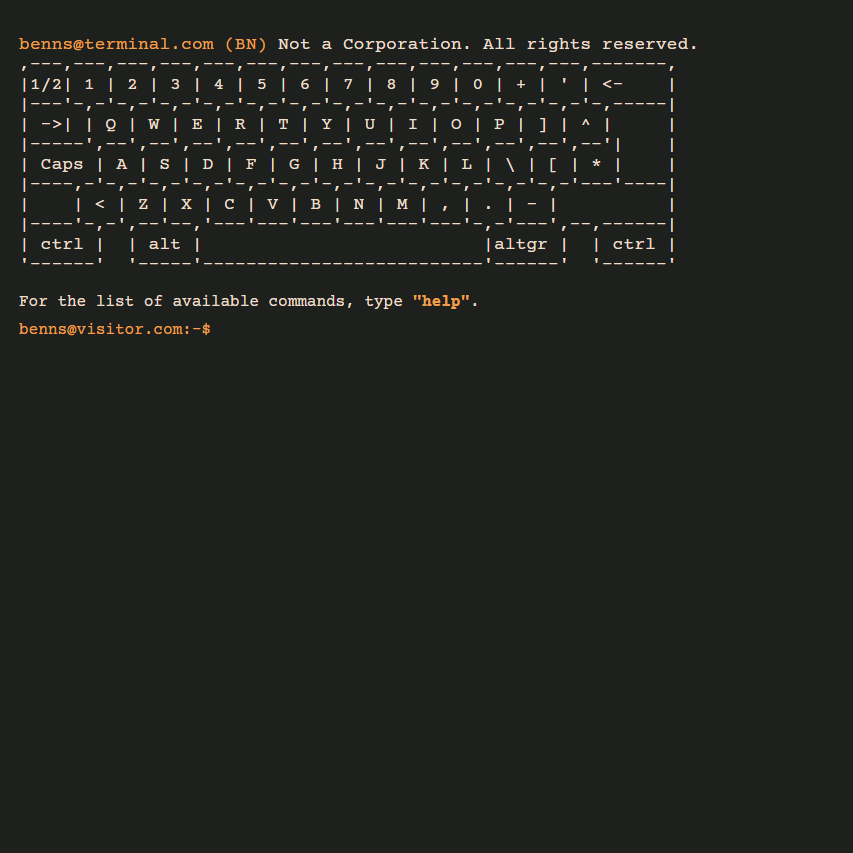 benns@terminal.com (BN) Not a Corporation. All rights reserved.
,---,---,---,---,---,---,---,---,---,---,---,---,---,-------,
|1/2| 1 | 2 | 3 | 4 | 5 | 6 | 7 | 8 | 9 | 0 | + | ' | <-    |
|---'-,-'-,-'-,-'-,-'-,-'-,-'-,-'-,-'-,-'-,-'-,-'-,-'-,-----|
| ->| | Q | W | E | R | T | Y | U | I | O | P | ] | ^ |     |
|-----',--',--',--',--',--',--',--',--',--',--',--',--'|    |
| Caps | A | S | D | F | G | H | J | K | L | \ | [ | * |    |
|----,-'-,-'-,-'-,-'-,-'-,-'-,-'-,-'-,-'-,-'-,-'-,-'---'----|
|    | < | Z | X | C | V | B | N | M | , | . | - |          |
|----'-,-',--'--,'---'---'---'---'---'---'-,-'---',--,------|
| ctrl |  | alt |                          |altgr |  | ctrl |
'------'  '-----'--------------------------'------'  '------'
For the list of available commands, type "help".
benns@visitor.com:~$